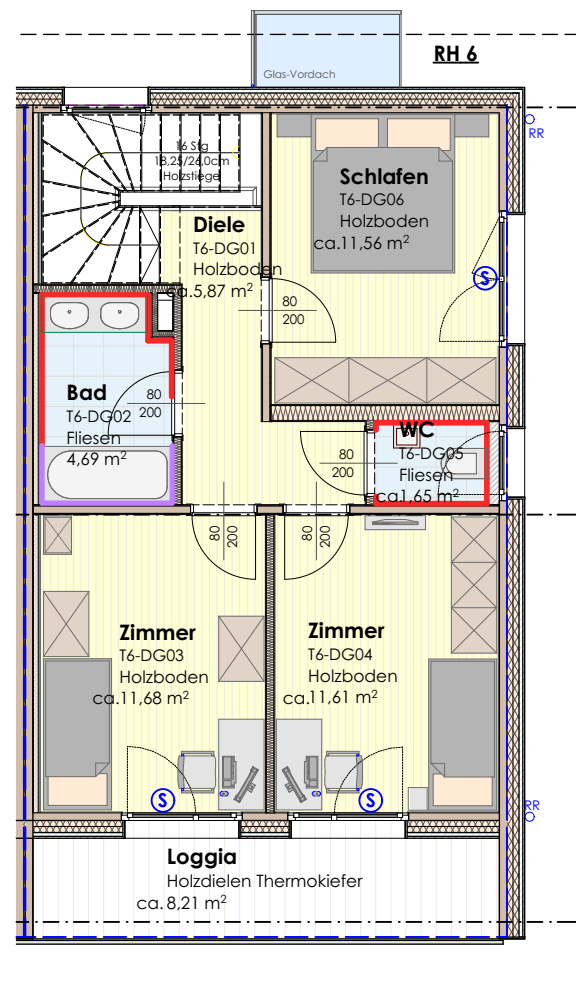 RH 6
Glas-Vordach
RR
16 Stg
18,25/26,0cm
Holzstiege
Schlafen
T6-DG06
Holzboden
ca.11,56 m²
Diele
T6-DG01
Holzboden
ca.5,87 m²
S
80
200
Bad
T6-DG02
Fliesen
4,69 m²
80
200
WC
T6-DG05
Fliesen
ca.1,65 m²
80
200
80
200
80
200
Zimmer
T6-DG03
Holzboden
ca.11,68 m²
Zimmer
T6-DG04
Holzboden
ca.11,61 m²
S
S
RR
Loggia
Holzdielen Thermokiefer
ca. 8,21 m²